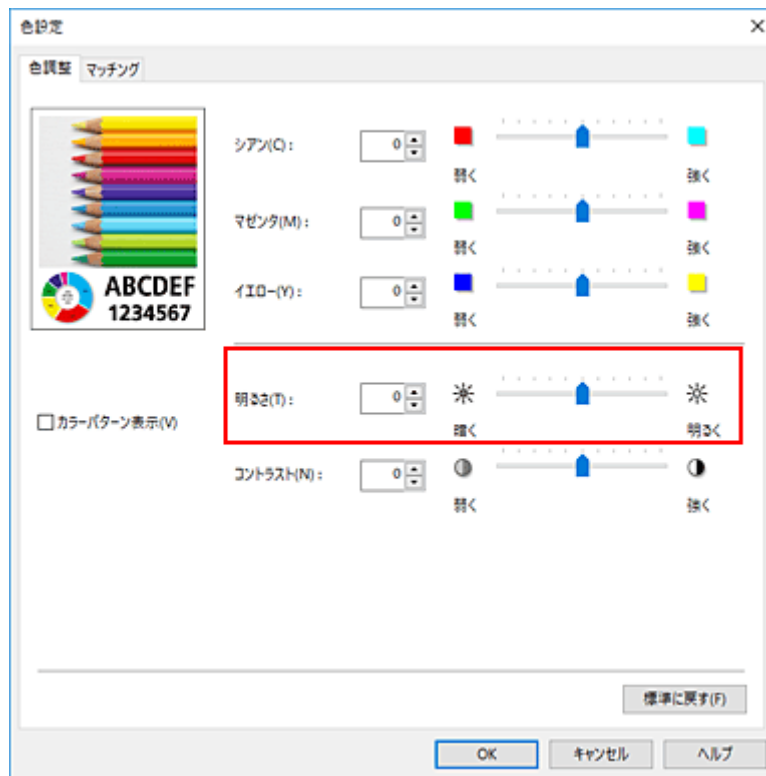 色設定
色調整 マッチング
シアン(C): 0
弱く 強く
マゼンタ(M): 0
弱く 強く
イエロー(Y): 0
弱く 強く
ABCDEF
1234567
明るさ(T): 0
暗く 明るく
カラーパターン表示(V)
コントラスト(N): 0
弱く 強く
標準に戻す(F)
OK キャンセル ヘルプ